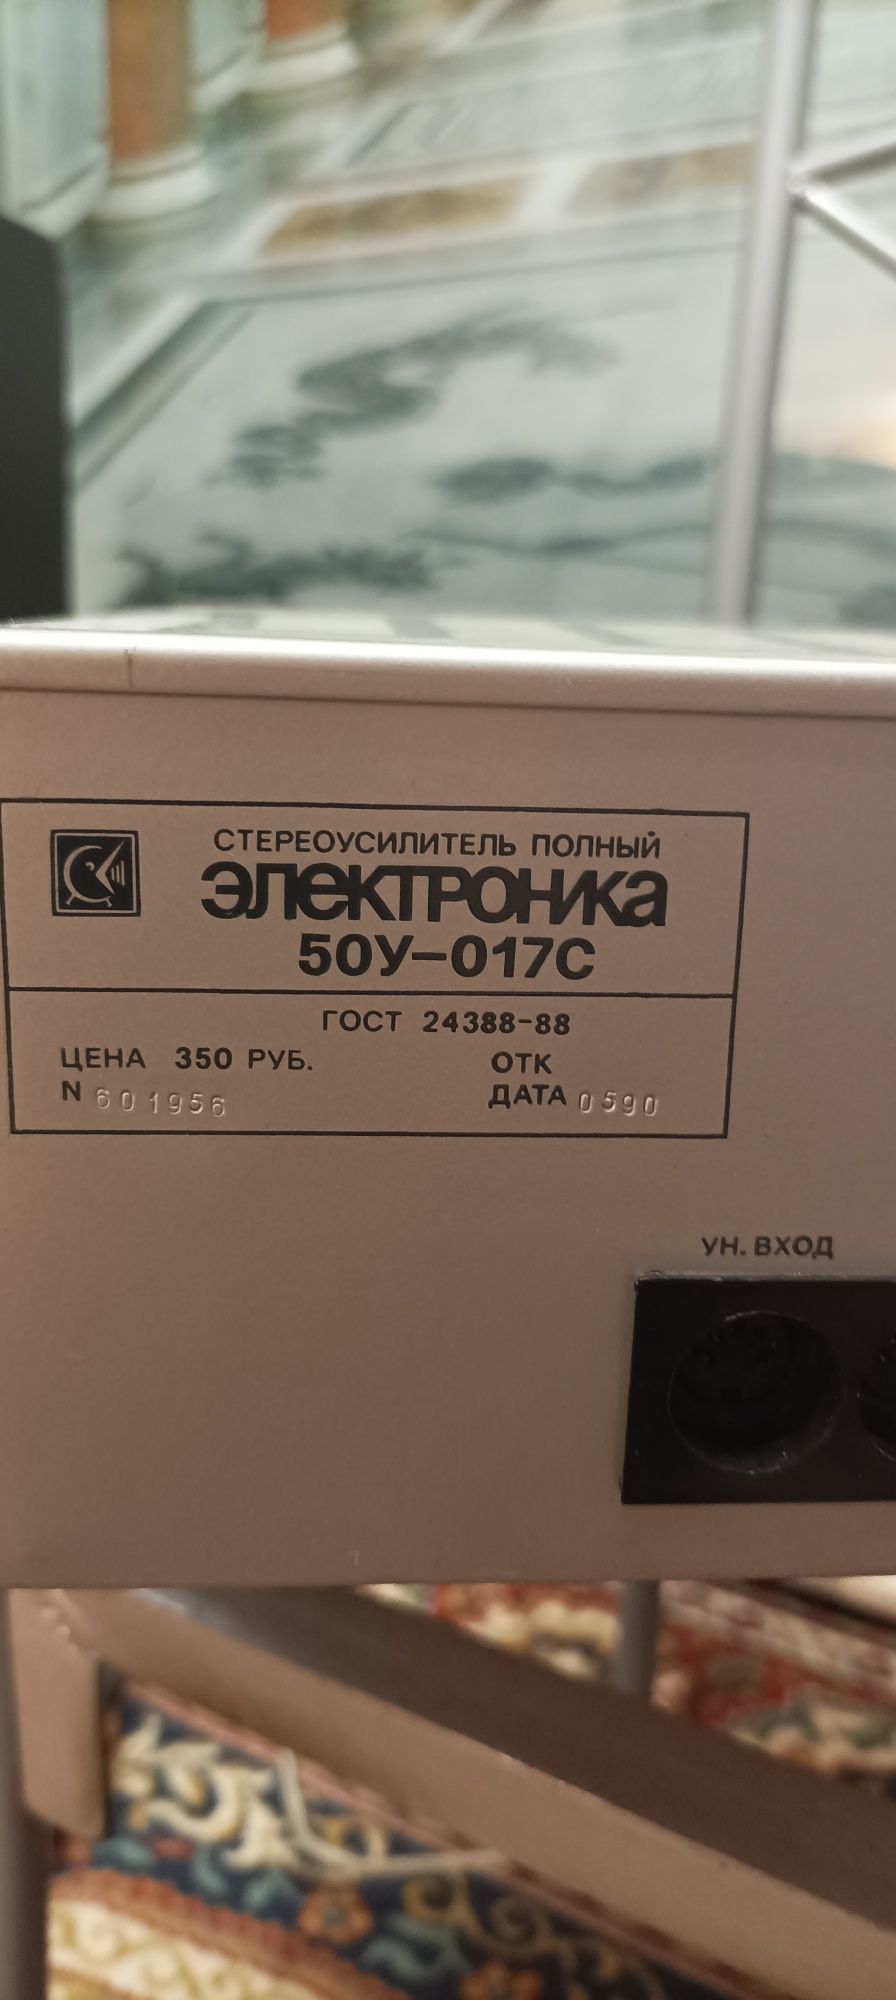 СТЕРЕОУСИЛИТЕЛЬ ПОЛНЫЙ
ЭЛЕКТРОНИКА
50У-017С
ГОСТ 24388-88
ЦЕНА 350 РУБ. ОТК
N 601956 ДАТА 0590
УН. ВХОД